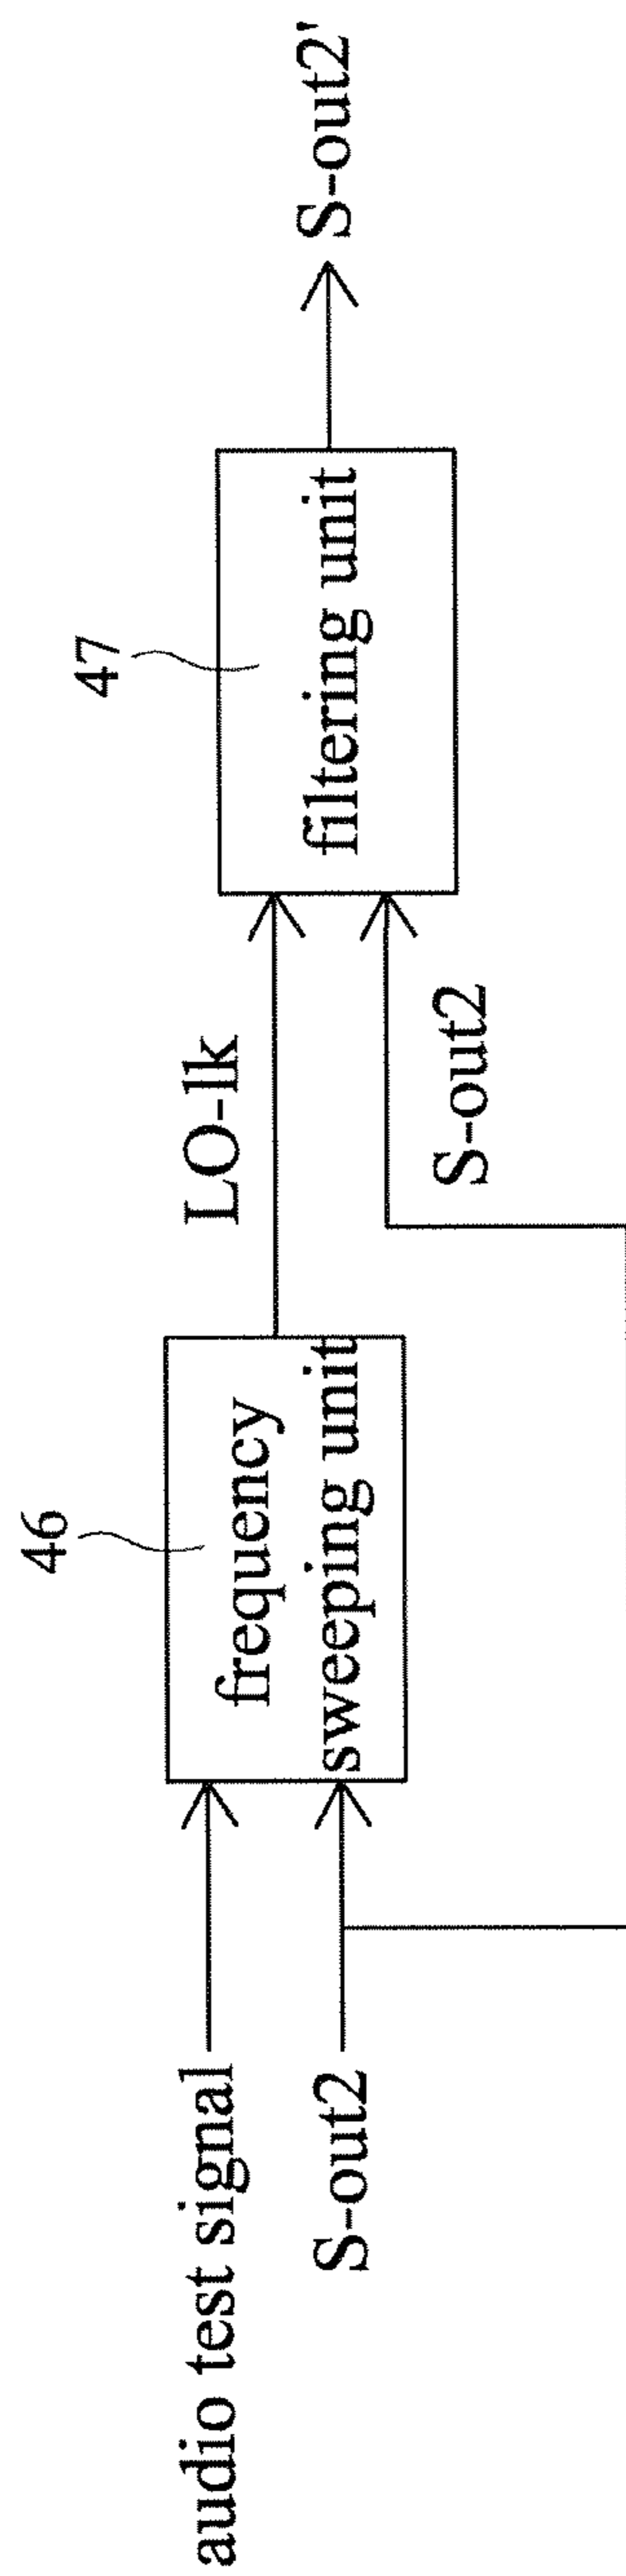 audio test signal
S-out2
46
frequency
sweeping unit
LO-lk
S-out2
47
filtering unit
S-out2'